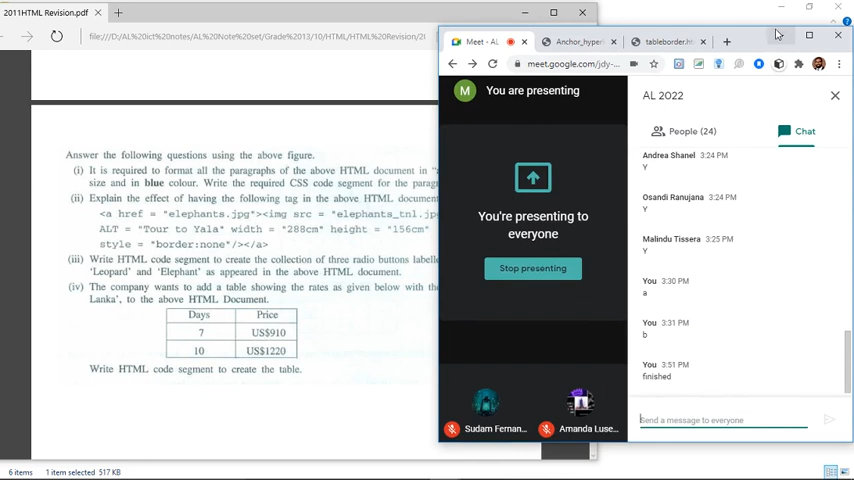 2011HTML Revision.pdf
file:///D:/AL%20ict%20notes/Note%20set/Grade%2013/10/HTML/HTML%20Revision/2
Answer the following questions using the above figure.
(i) It is required to format all the paragraphs of the above HTML document in "a
size and in blue colour. Write the required CSS code segment for the parag
(ii) Explain the effect of having the following tag in the above HTML document
<a href = "elephants.jpg"><img src = "elephants_tnl.jp
ALT = "Tour to Yala" width = "288cm" height = "156cm"
style = "border:none"/></a>
(iii) Write HTML code segment to create the collection of three radio buttons labelle
'Leopard' and 'Elephant' as appeared in the above HTML document.
(iv) The company wants to add a table showing the rates as given below with the
Lanka', to the above HTML Document.
Days Price
7 US$910
10 US$1220
Write HTML code segment to create the table.
6 items 1 item selected 517 KB
Meet - AL
Anchor_hyperl
tableborder.ht
meet.google.com/jdy-
M You are presenting
You're presenting to
everyone
Stop presenting
Sudam Fernan...
Amanda Luse...
AL 2022
People (24)
Chat
Andrea Shanel 3:24 PM
Y
Osandi Ranujana 3:24 PM
Y
Malindu Tissera 3:25 PM
Y
You 3:30 PM
a
You 3:31 PM
b
You 3:51 PM
finished
Send a message to everyone